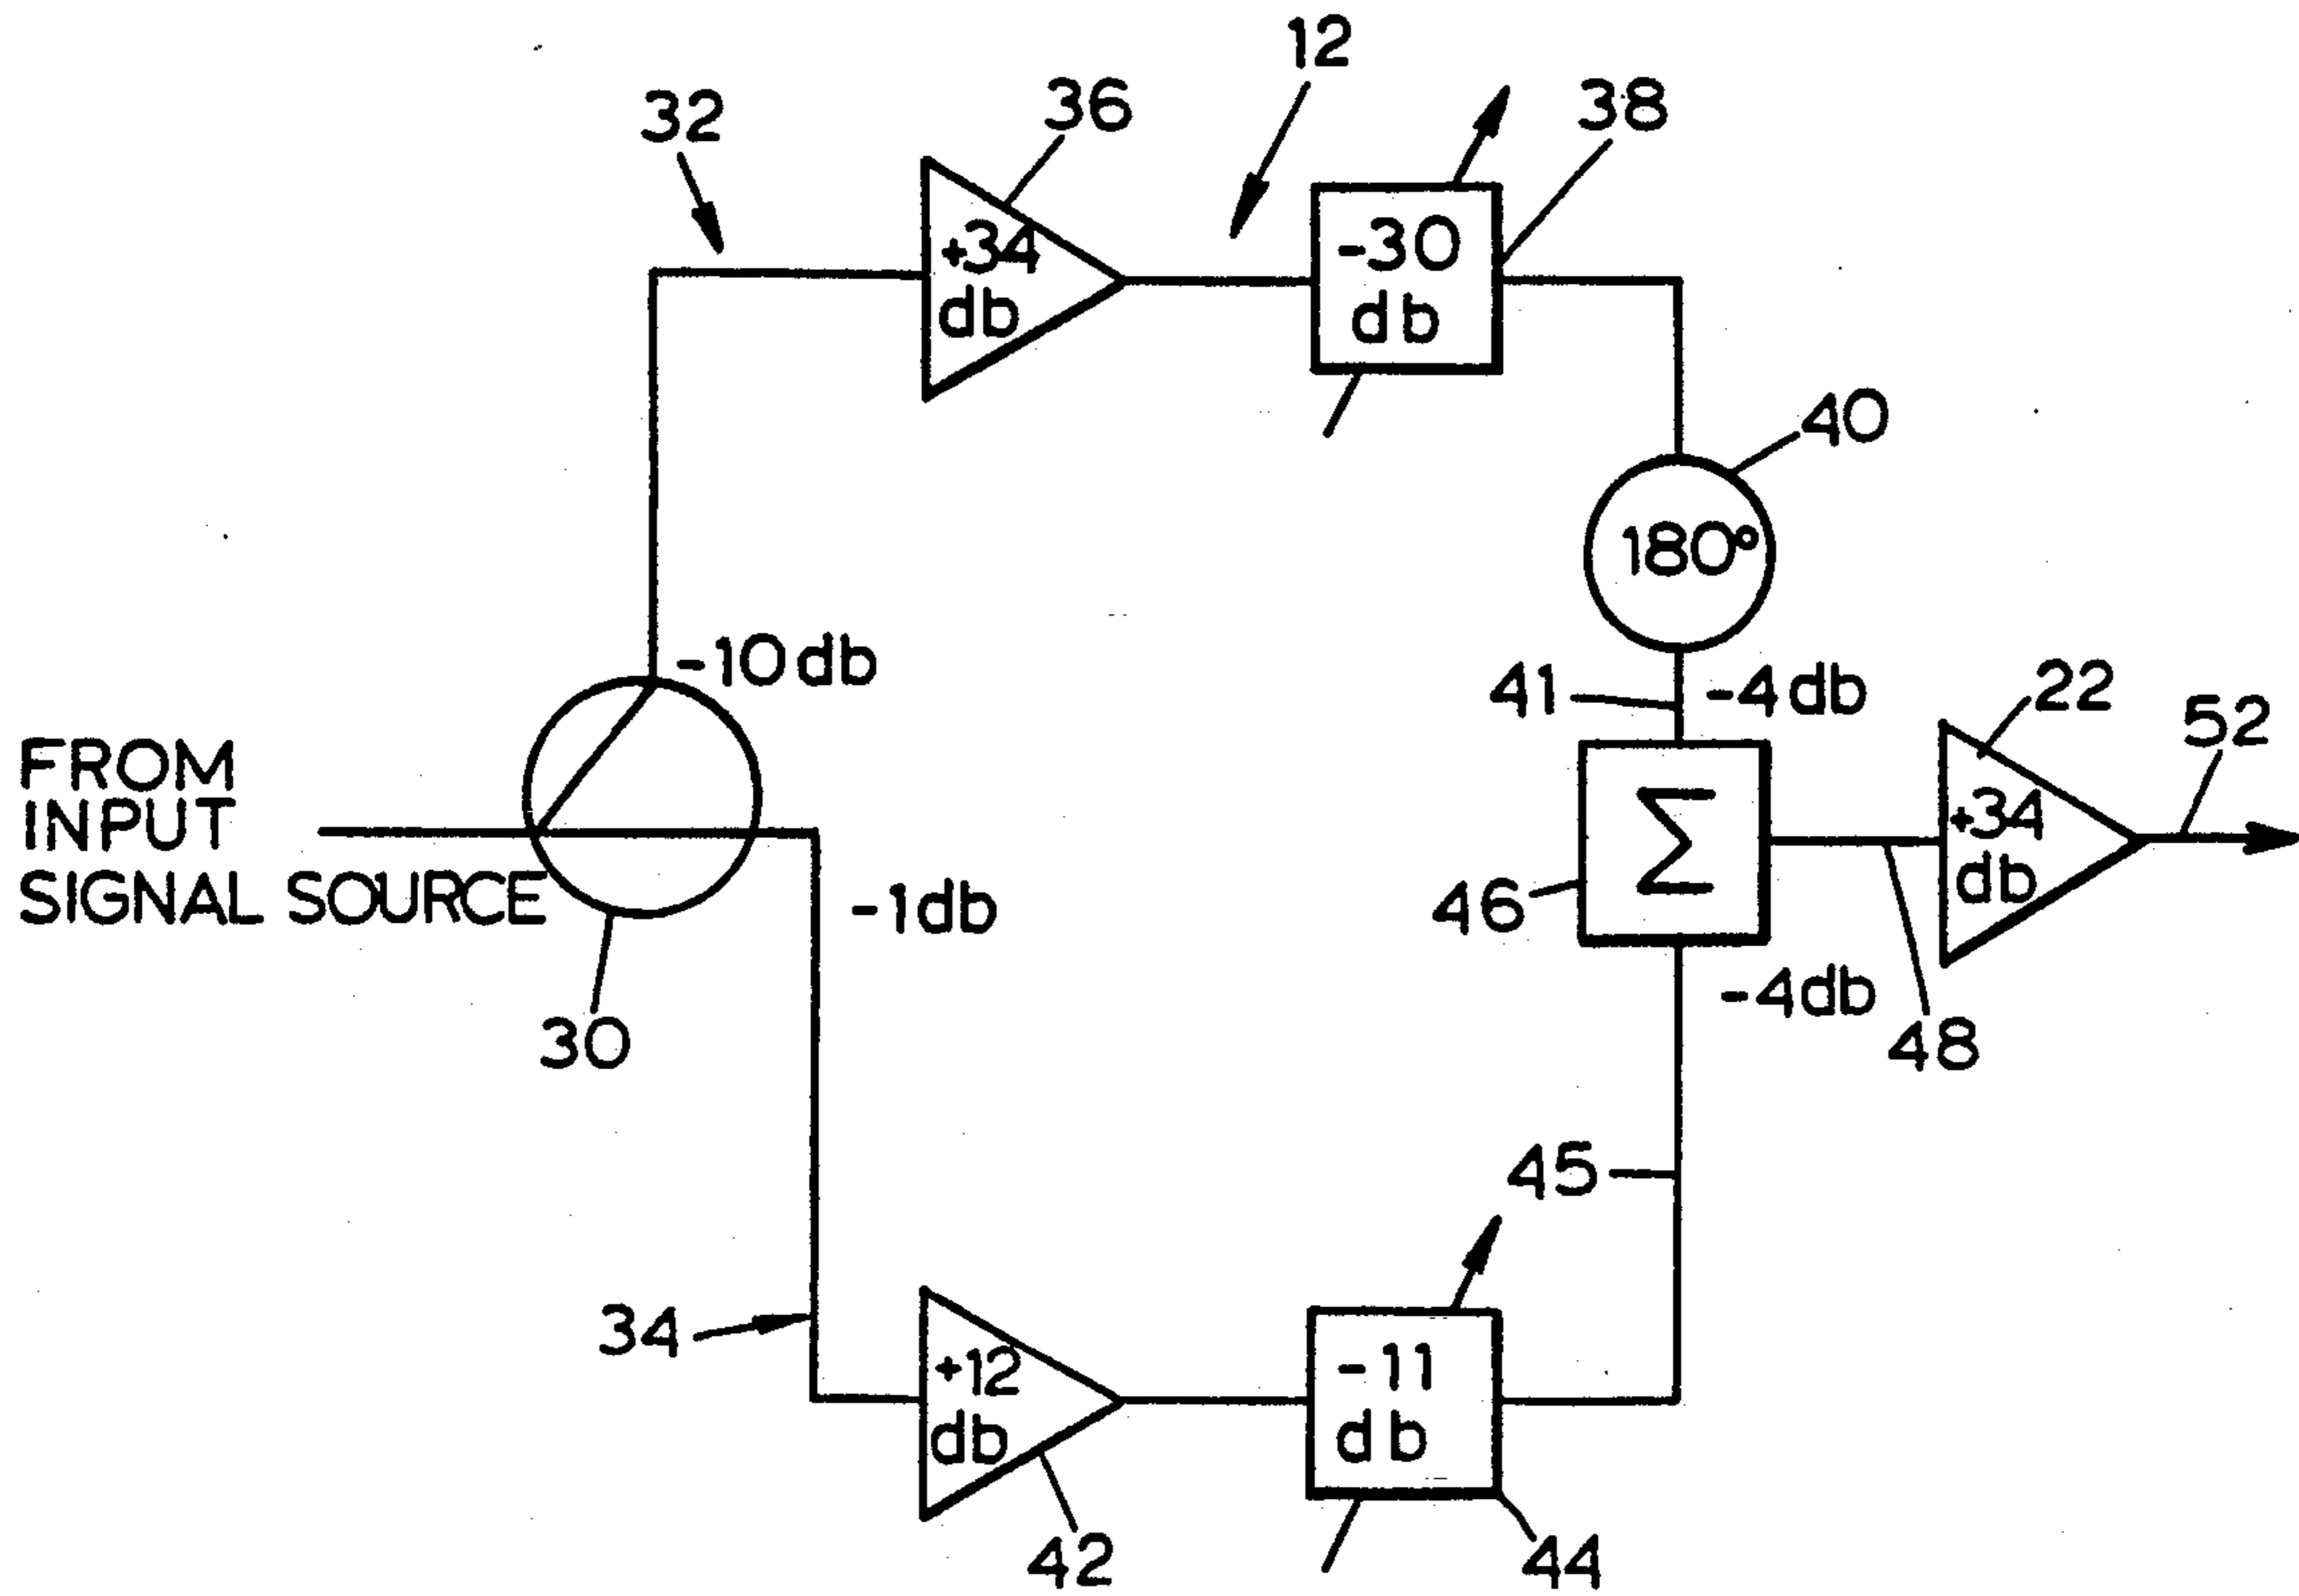 12
32
36
38
+34
db
-30
db
40
180°
-10db
41
-4db
22
52
FROM
INPUT
SIGNAL SOURCE
Σ
+34
db
-1db
46
-4db
48
30
45
34
+12
db
-11
db
42
44